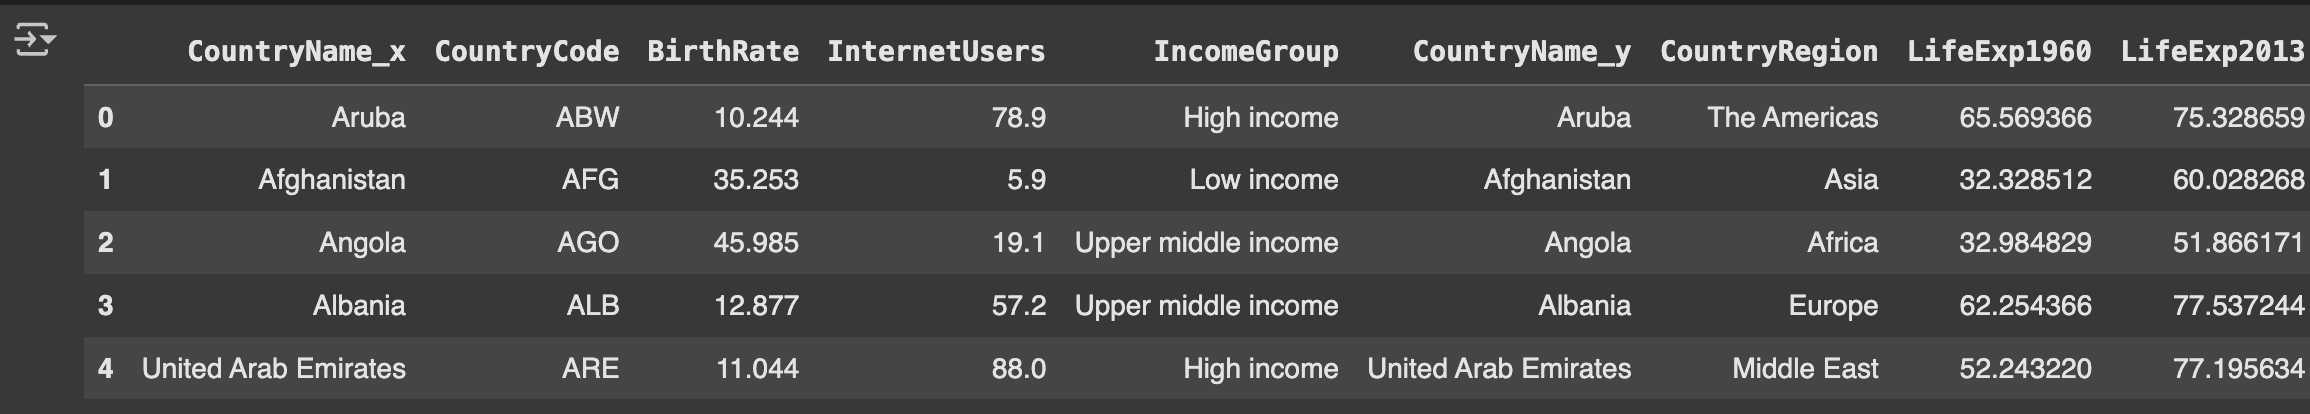 CountryName_x CountryCode BirthRate InternetUsers IncomeGroup CountryName_y CountryRegion LifeExp1960 LifeExp2013
0 Aruba ABW 10.244 78.9 High income Aruba The Americas 65.569366 75.328659
1 Afghanistan AFG 35.253 5.9 Low income Afghanistan Asia 32.328512 60.028268
2 Angola AGO 45.985 19.1 Upper middle income Angola Africa 32.984829 51.866171
3 Albania ALB 12.877 57.2 Upper middle income Albania Europe 62.254366 77.537244
4 United Arab Emirates ARE 11.044 88.0 High income United Arab Emirates Middle East 52.243220 77.195634